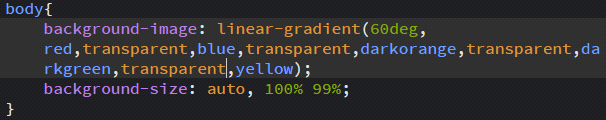 body{
background-image: linear-gradient(60deg,
red,transparent,blue,transparent,darkorange,transparent,da
rkgreen,transparent,yellow);
background-size: auto, 100% 99%;
}